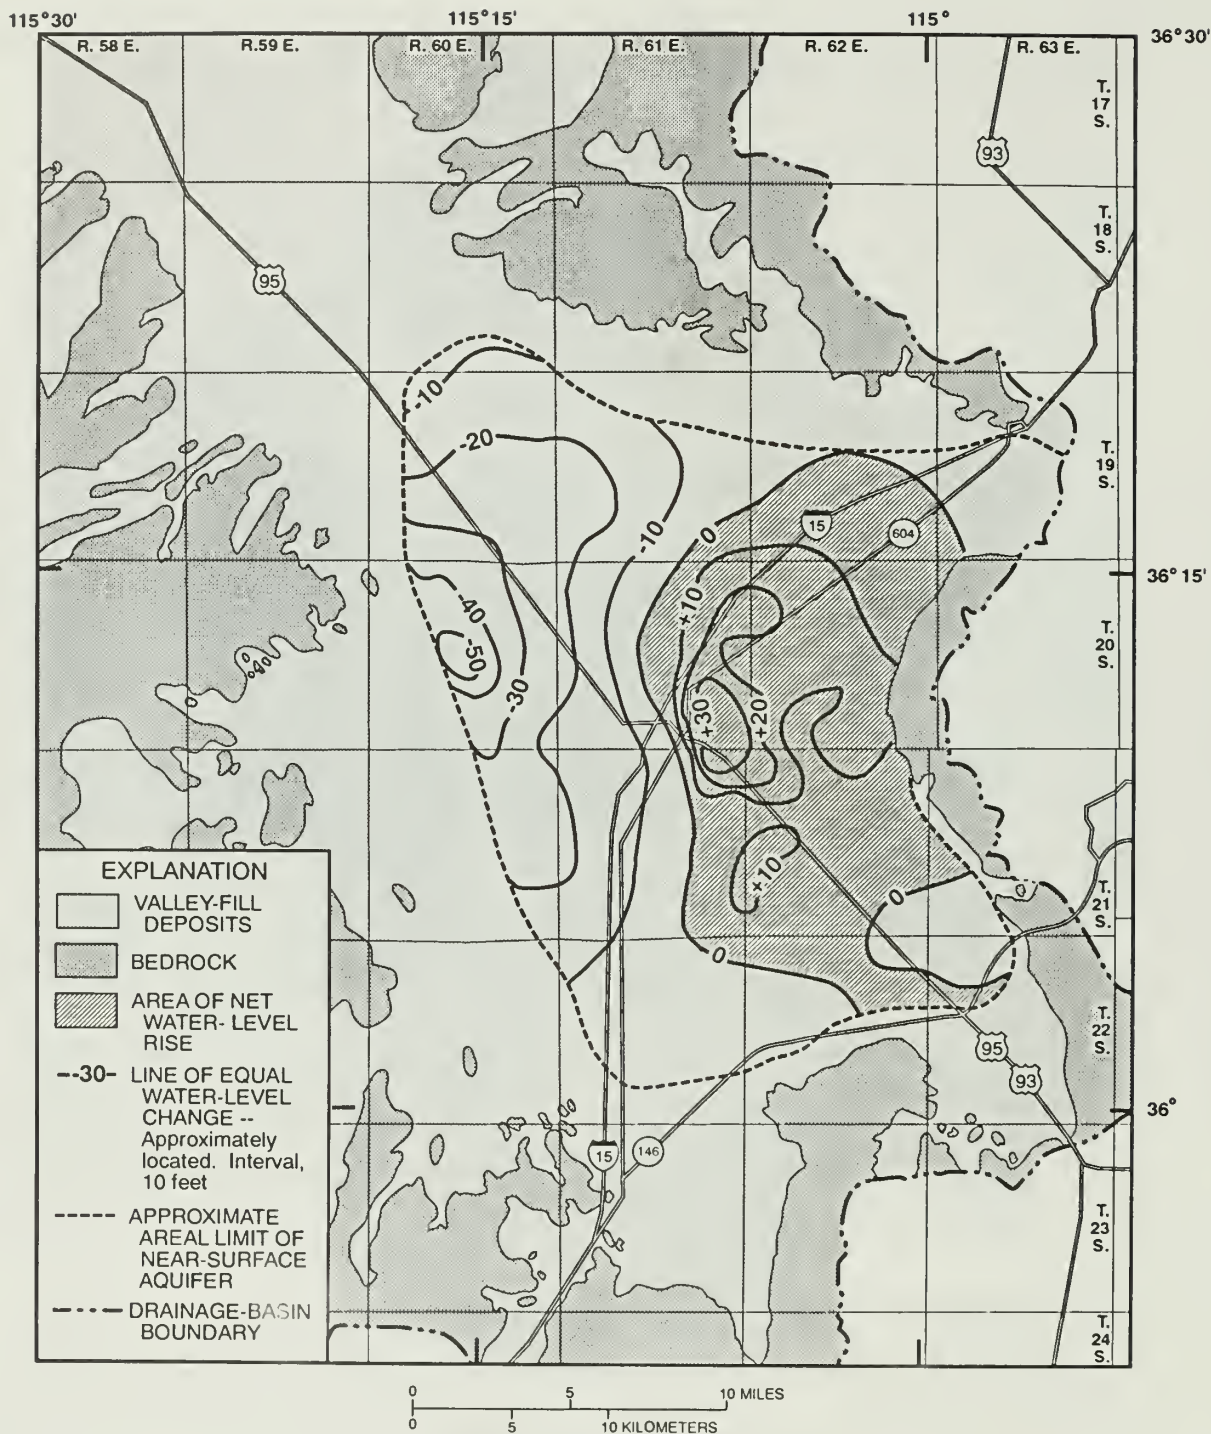 115°30'
115°15'
115°
R. 58 E.
R.59 E.
R. 60 E.
R. 61 E.
R. 62 E.
R. 63 E.
36°30'
T.
17
S.
93
T.
18
S.
95
-10
-20
T.
19
S.
-10
0
15
604
36°15'
-40
+10
T.
20
S.
-50
-30
+30
+20
EXPLANATION
VALLEY-FILL
DEPOSITS
BEDROCK
AREA OF NET
WATER- LEVEL
RISE
--30- LINE OF EQUAL
WATER-LEVEL
CHANGE --
Approximately
located. Interval,
10 feet
APPROXIMATE
AREAL LIMIT OF
NEAR-SURFACE
AQUIFER
DRAINAGE-BASIN
BOUNDARY
+10
0
T.
21
S.
0
T.
22
S.
95
93
36°
15
146
T.
23
S.
T.
24
S.
0
5
10 MILES
0
5
10 KILOMETERS